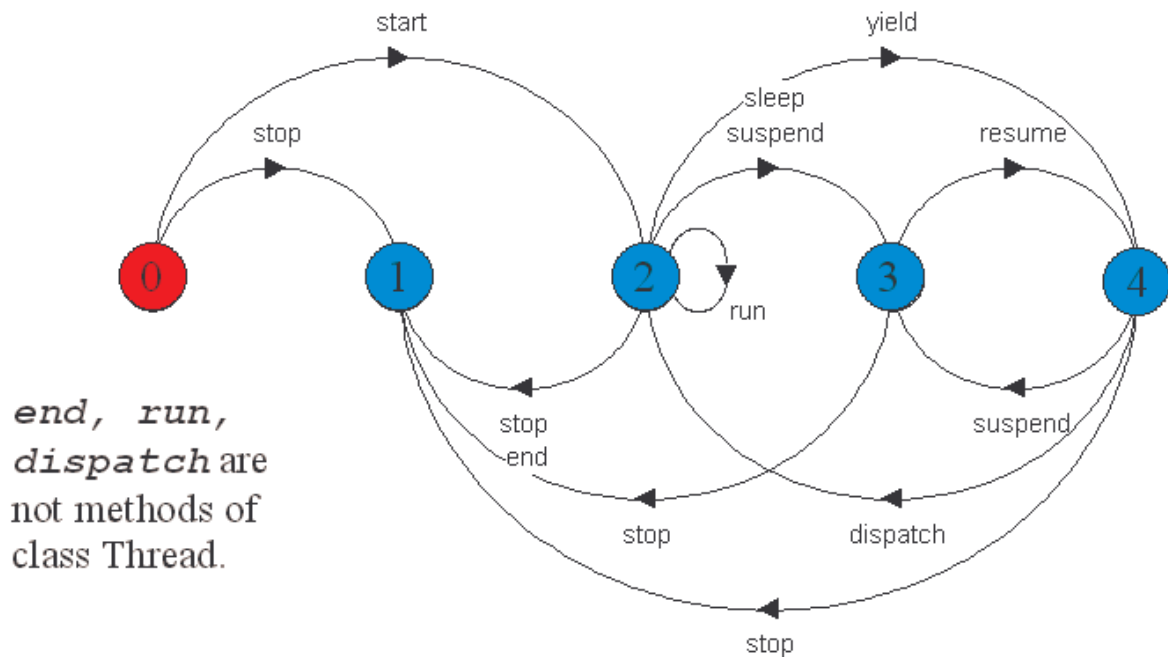 start
yield
sleep
stop
suspend
resume
0
1
2
3
4
run
end, run,
dispatch are
not methods of
class Thread.
stop
end
suspend
stop
dispatch
stop